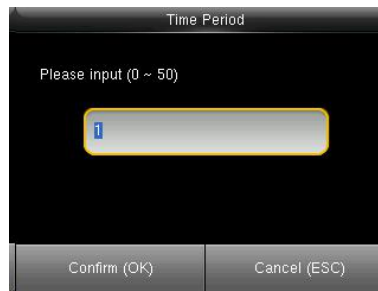 Time Period
Please input (0 ~ 50)
1
Confirm (OK)
Cancel (ESC)